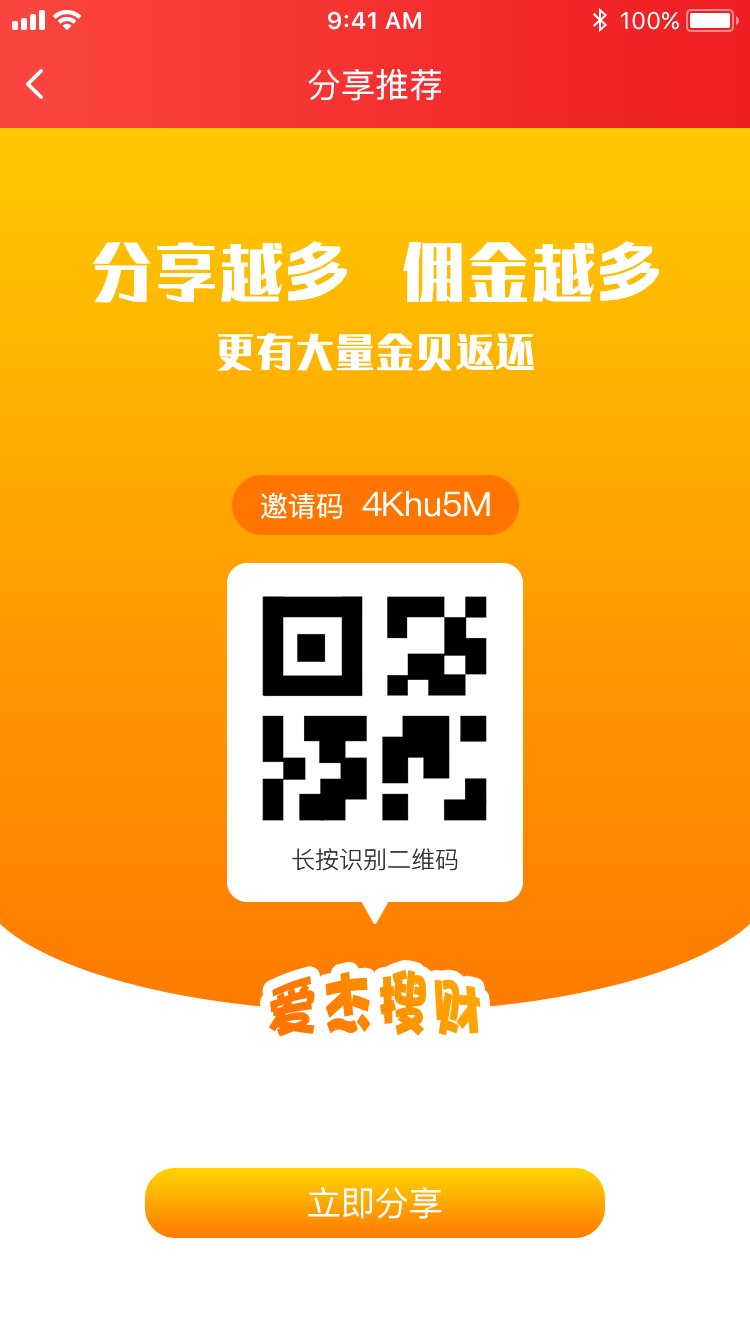 9:41 AM 100%
分享推荐
分享越多 佣金越多
更有大量金贝返还
邀请码 4Khu5M
长按识别二维码
爱杰搜财
立即分享